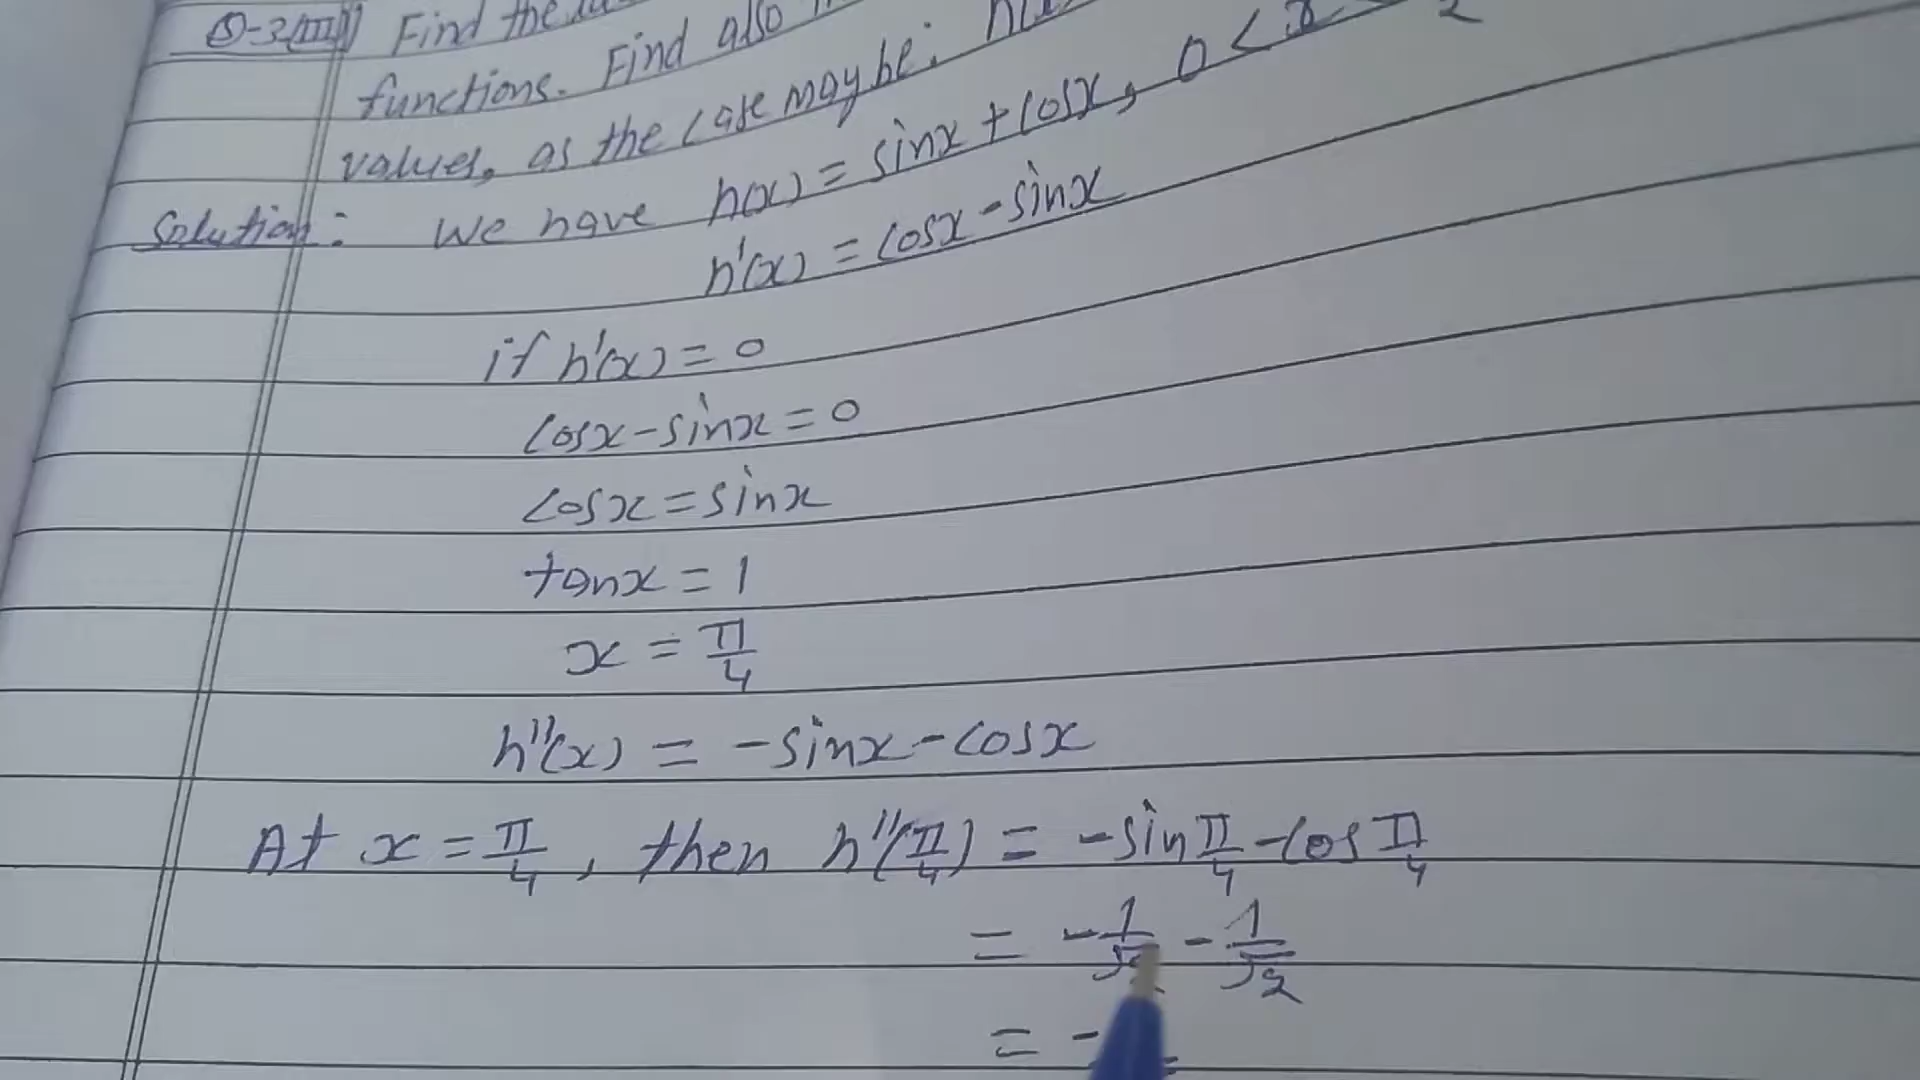 Q-3(iii) Find the
functions. Find also
values, as the case may be:
Solution: We have h(x) = sinx + cosx, 0 < x
h'(x) = cosx - sinx
if h'(x) = 0
cosx - sinx = 0
cosx = sinx
tanx = 1
x = π/4
h''(x) = -sinx - cosx
At x = π/4, then h''(π/4) = -sin π/4 - cos π/4
= -1/√2 - 1/√2
= -